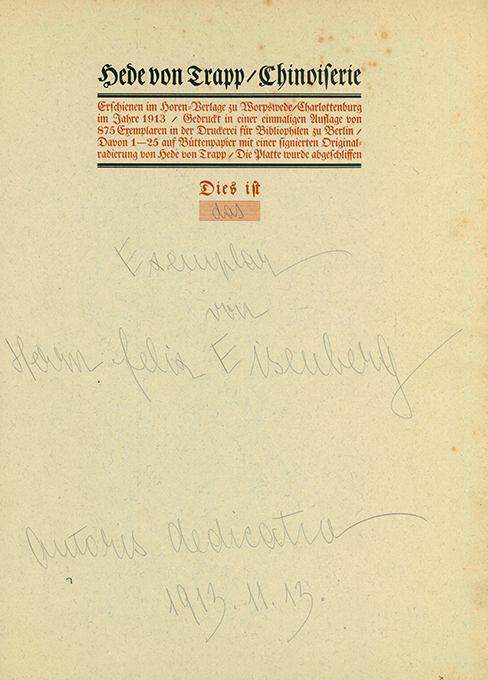 Hede von Trapp / Chinoiserie
Erschienen im Horen-Verlage zu Worpswede/Charlottenburg
im Jahre 1913 / Gedruckt in einer einmaligen Auflage von
875 Exemplaren in der Druckerei für Bibliophilen zu Berlin /
Davon 1—25 auf Büttenpapier mit einer signierten Original-
radierung von Hede von Trapp / Die Platte wurde abgeschliffen
Dies ist
das
Exemplar
von
Herrn Felix Eisenberg
Autoris dedicatio
1913. 11. 13.